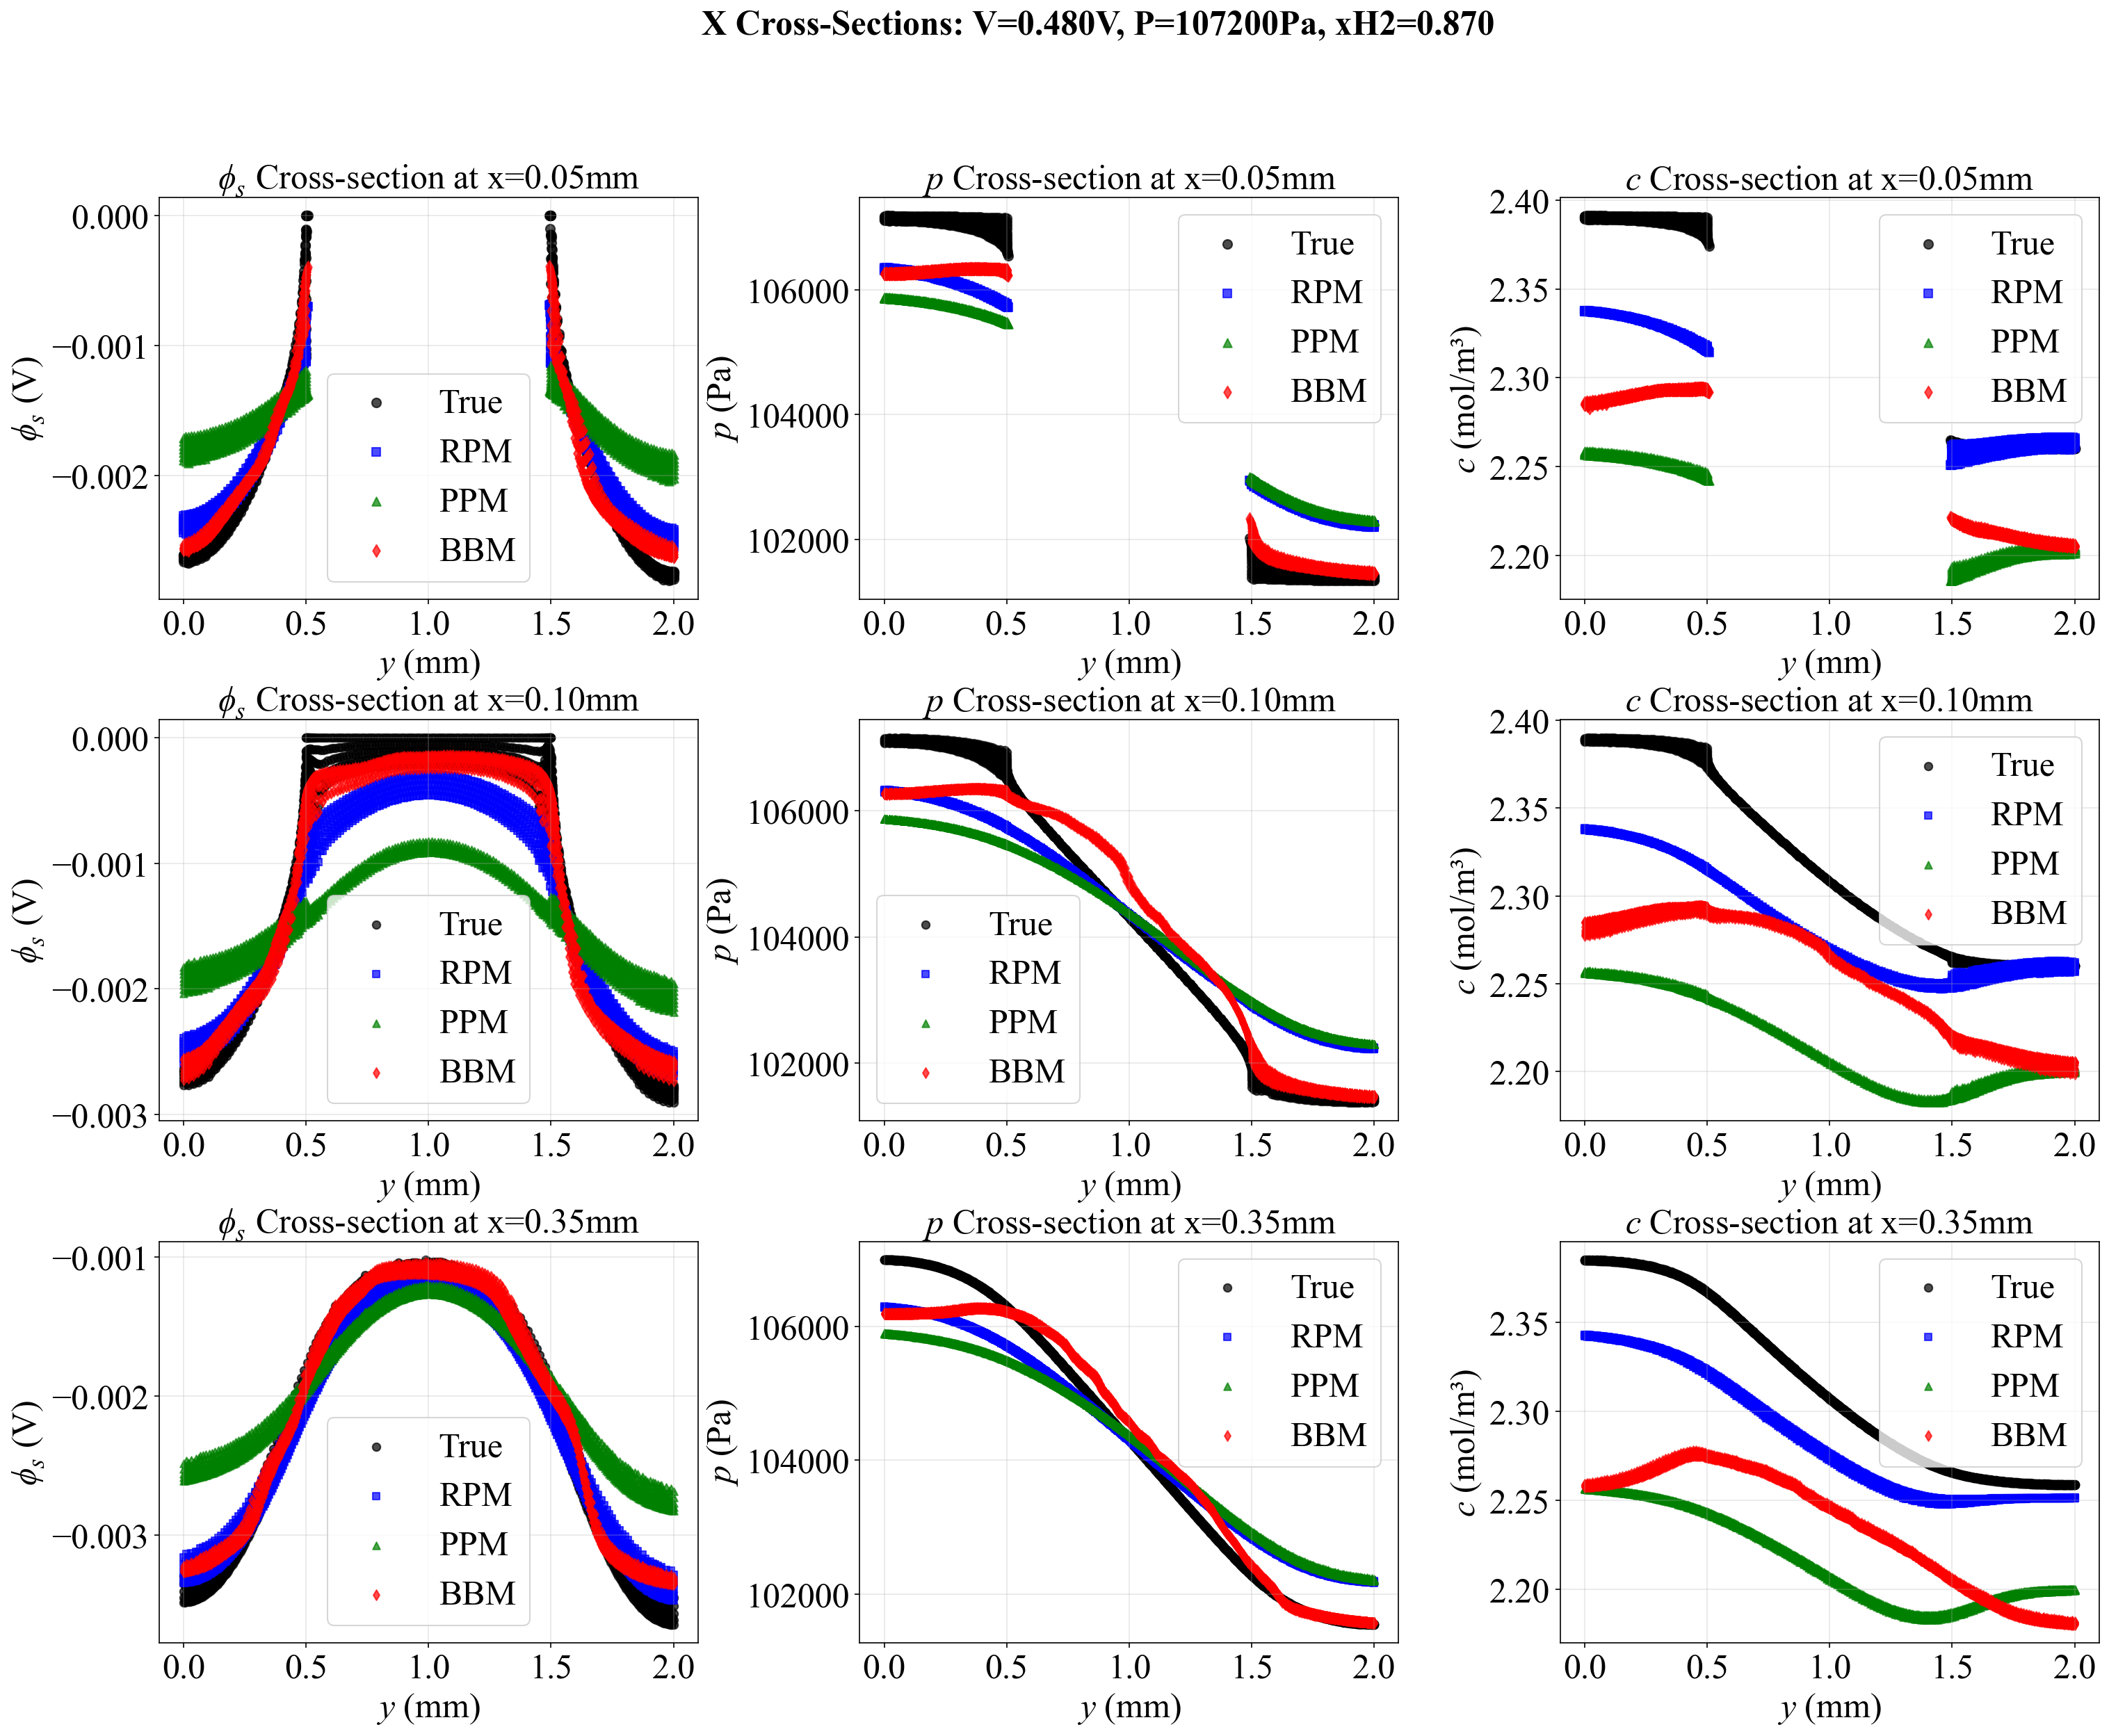 X Cross-Sections: V=0.480V, P=107200Pa, xH2=0.870
ϕs Cross-section at x=0.05mm
0.000
−0.001
−0.002
ϕs (V)
True
RPM
PPM
BBM
0.0 0.5 1.0 1.5 2.0
y (mm)
p Cross-section at x=0.05mm
106000
104000
102000
p (Pa)
True
RPM
PPM
BBM
0.0 0.5 1.0 1.5 2.0
y (mm)
c Cross-section at x=0.05mm
2.40
2.35
2.30
2.25
2.20
c (mol/m³)
True
RPM
PPM
BBM
0.0 0.5 1.0 1.5 2.0
y (mm)
ϕs Cross-section at x=0.10mm
0.000
−0.001
−0.002
−0.003
ϕs (V)
True
RPM
PPM
BBM
0.0 0.5 1.0 1.5 2.0
y (mm)
p Cross-section at x=0.10mm
106000
104000
102000
p (Pa)
True
RPM
PPM
BBM
0.0 0.5 1.0 1.5 2.0
y (mm)
c Cross-section at x=0.10mm
2.40
2.35
2.30
2.25
2.20
c (mol/m³)
True
RPM
PPM
BBM
0.0 0.5 1.0 1.5 2.0
y (mm)
ϕs Cross-section at x=0.35mm
−0.001
−0.002
−0.003
ϕs (V)
True
RPM
PPM
BBM
0.0 0.5 1.0 1.5 2.0
y (mm)
p Cross-section at x=0.35mm
106000
104000
102000
p (Pa)
True
RPM
PPM
BBM
0.0 0.5 1.0 1.5 2.0
y (mm)
c Cross-section at x=0.35mm
2.35
2.30
2.25
2.20
c (mol/m³)
True
RPM
PPM
BBM
0.0 0.5 1.0 1.5 2.0
y (mm)